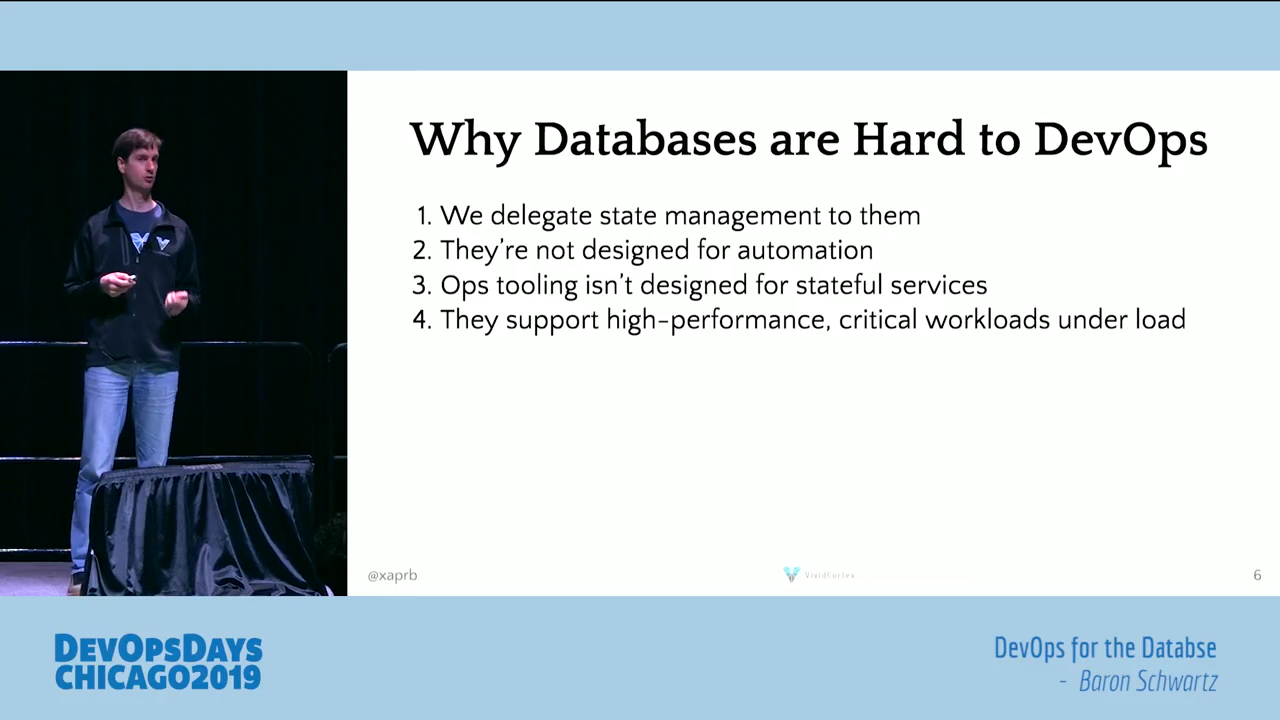 Why Databases are Hard to DevOps
1. We delegate state management to them
2. They're not designed for automation
3. Ops tooling isn't designed for stateful services
4. They support high-performance, critical workloads under load
@xaprb
VividCortex
6
DEVOPSDAYS
CHICAGO2019
DevOps for the Databse
- Baron Schwartz